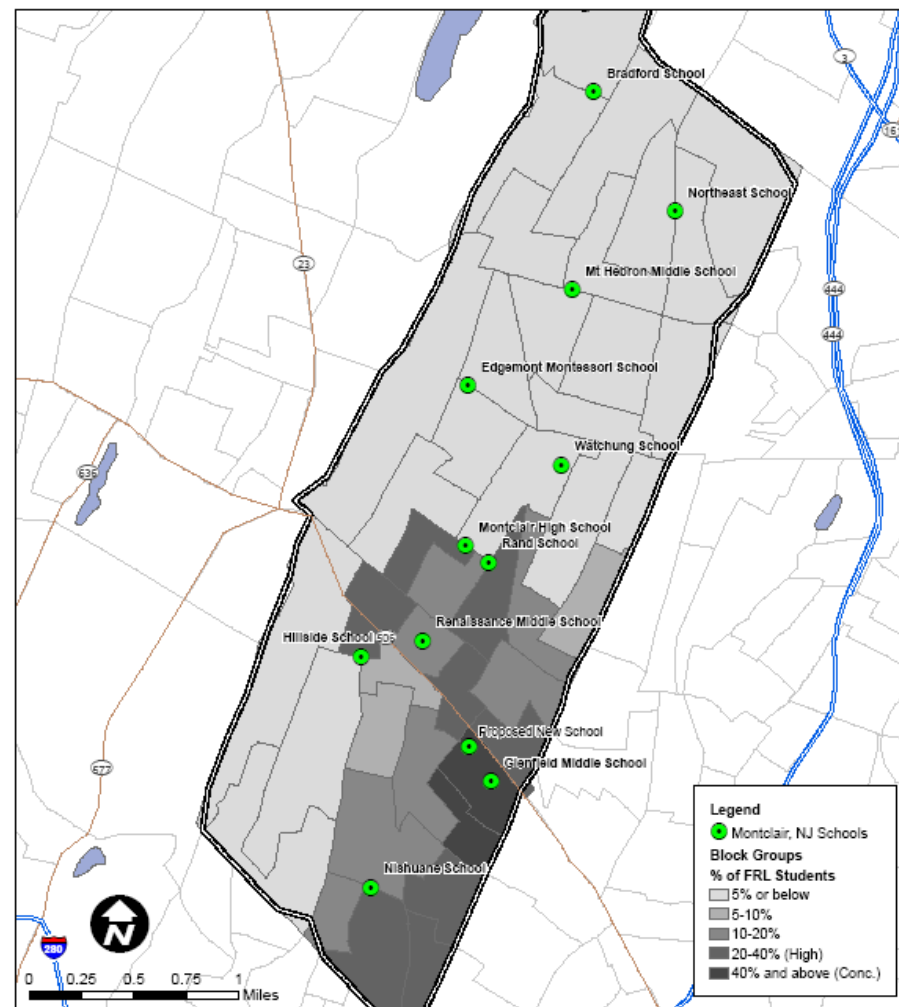 Bradford School
3
161
Northeast School
23
Mt Hebron Middle School
444
444
Edgemont Montessori School
Watchung School
636
Montclair High School
Rand School
Renaissance Middle School
Hillside School
506
Proposed New School
Glenfield Middle School
677
Nishuane School
N
280
0 0.25 0.5 0.75 1
Miles
Legend
Montclair, NJ Schools
Block Groups
% of FRL Students
5% or below
5-10%
10-20%
20-40% (High)
40% and above (Conc.)